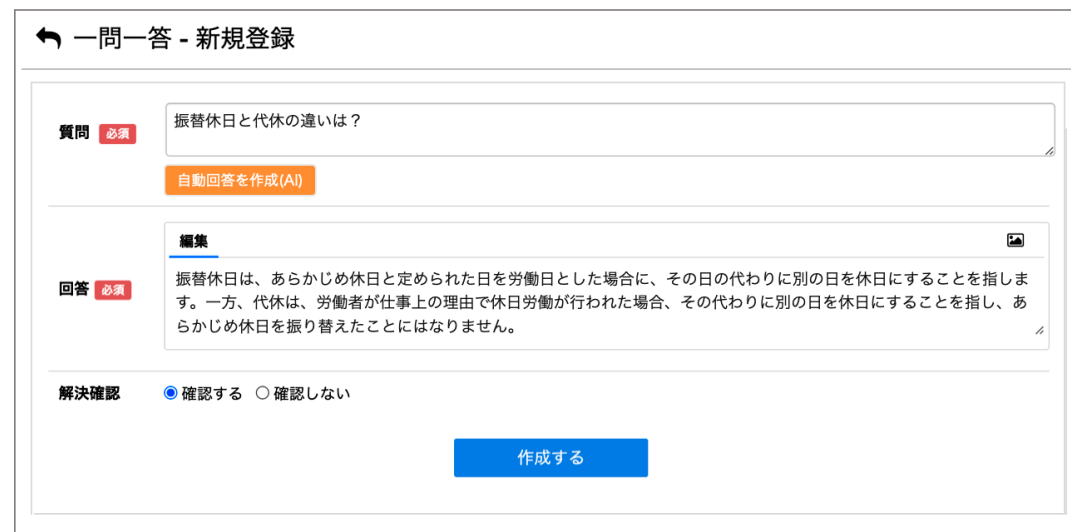 一問一答 - 新規登録
質問 必須
振替休日と代休の違いは？
自動回答を作成(AI)
編集
回答 必須
振替休日は、あらかじめ休日と定められた日を労働日とした場合に、その日の代わりに別の日を休日にすることを指しま
す。一方、代休は、労働者が仕事上の理由で休日労働が行われた場合、その代わりに別の日を休日にすることを指し、あ
らかじめ休日を振り替えたことにはなりません。
解決確認 確認する 確認しない
作成する